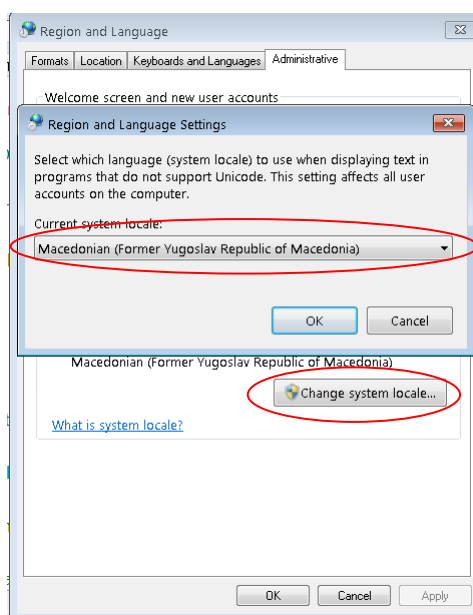 Region and Language
Formats Location Keyboards and Languages Administrative
Welcome screen and new user accounts
Region and Language Settings
Select which language (system locale) to use when displaying text in
programs that do not support Unicode. This setting affects all user
accounts on the computer.
Current system locale:
Macedonian (Former Yugoslav Republic of Macedonia)
OK Cancel
Macedonian (Former Yugoslav Republic of Macedonia)
Change system locale...
What is system locale?
OK Cancel Apply